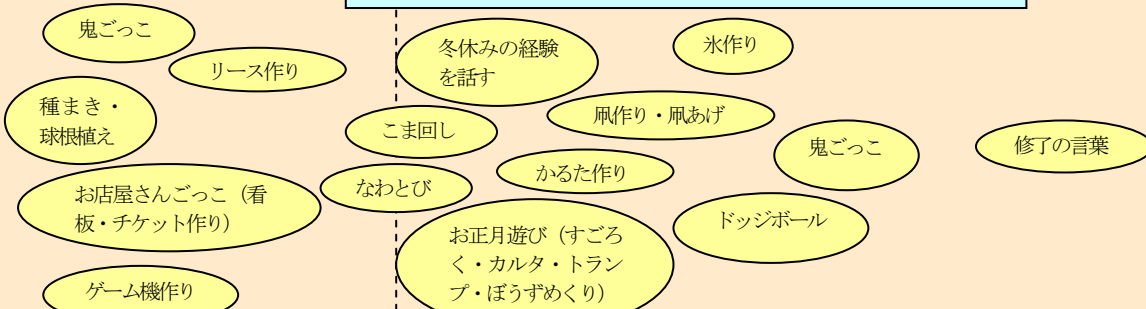 鬼ごっこ
リース作り
種まき・
球根植え
お店屋さんごっこ（看
板・チケット作り）
ゲーム機作り
冬休みの経験
を話す
氷作り
こま回し
凧作り・凧あげ
なわとび
かるた作り
鬼ごっこ
修了の言葉
ドッジボール
お正月遊び（すごろ
く・カルタ・トラン
プ・ぼうずめくり）